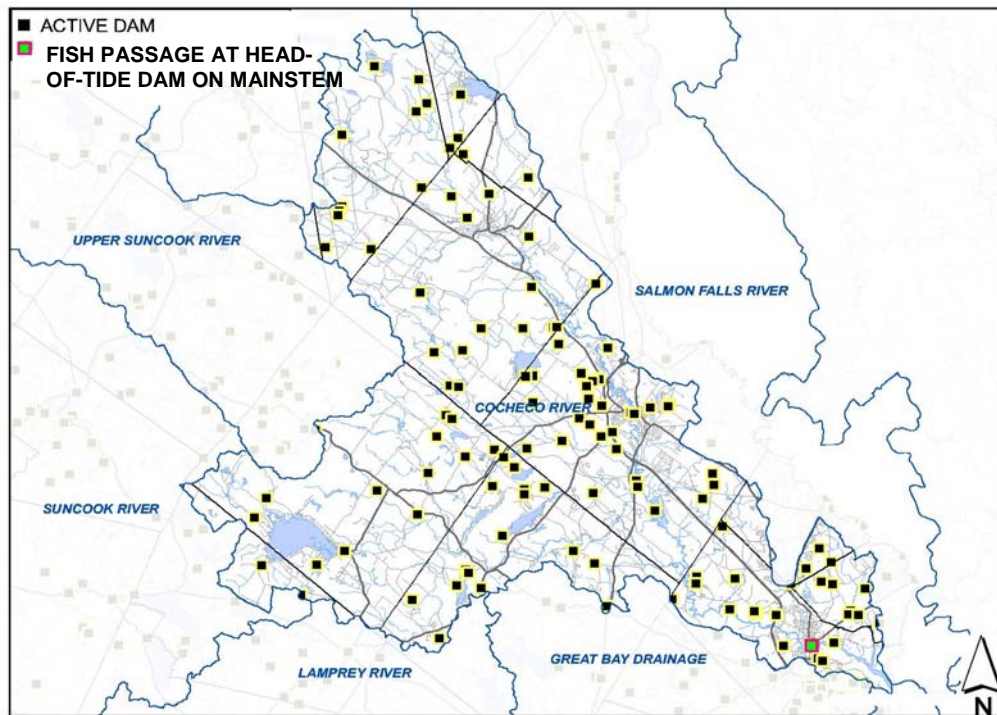 ACTIVE DAM
FISH PASSAGE AT HEAD-
OF-TIDE DAM ON MAINSTEM
UPPER SUNCOOK RIVER
SALMON FALLS RIVER
COCHECO RIVER
SUNCOOK RIVER
LAMPREY RIVER
GREAT BAY DRAINAGE
N